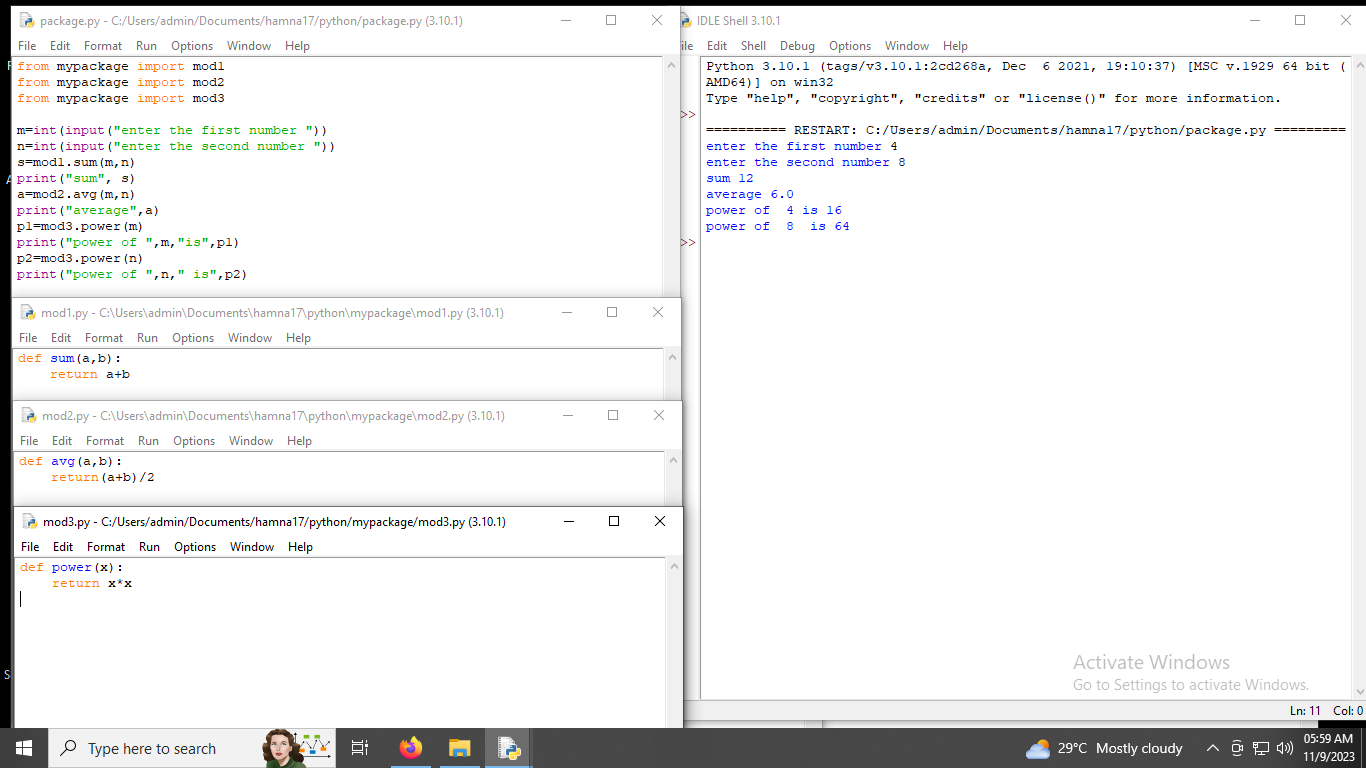 package.py - C:/Users/admin/Documents/hamna17/python/package.py (3.10.1)
File Edit Format Run Options Window Help
from mypackage import mod1
from mypackage import mod2
from mypackage import mod3
m=int(input("enter the first number "))
n=int(input("enter the second number "))
s=mod1.sum(m,n)
print("sum", s)
a=mod2.avg(m,n)
print("average",a)
p1=mod3.power(m)
print("power of ",m,"is",p1)
p2=mod3.power(n)
print("power of ",n," is",p2)
mod1.py - C:\Users\admin\Documents\hamna17\python\mypackage\mod1.py (3.10.1)
File Edit Format Run Options Window Help
def sum(a,b):
    return a+b
mod2.py - C:\Users\admin\Documents\hamna17\python\mypackage\mod2.py (3.10.1)
File Edit Format Run Options Window Help
def avg(a,b):
    return(a+b)/2
mod3.py - C:/Users/admin/Documents/hamna17/python/mypackage/mod3.py (3.10.1)
File Edit Format Run Options Window Help
def power(x):
    return x*x
IDLE Shell 3.10.1
ile Edit Shell Debug Options Window Help
Python 3.10.1 (tags/v3.10.1:2cd268a, Dec  6 2021, 19:10:37) [MSC v.1929 64 bit (
AMD64)] on win32
Type "help", "copyright", "credits" or "license()" for more information.
>>
========== RESTART: C:/Users/admin/Documents/hamna17/python/package.py =========
enter the first number 4
enter the second number 8
sum 12
average 6.0
power of  4 is 16
power of  8  is 64
>>
Activate Windows
Go to Settings to activate Windows.
Ln: 11 Col: 0
Type here to search
29°C Mostly cloudy
05:59 AM
11/9/2023